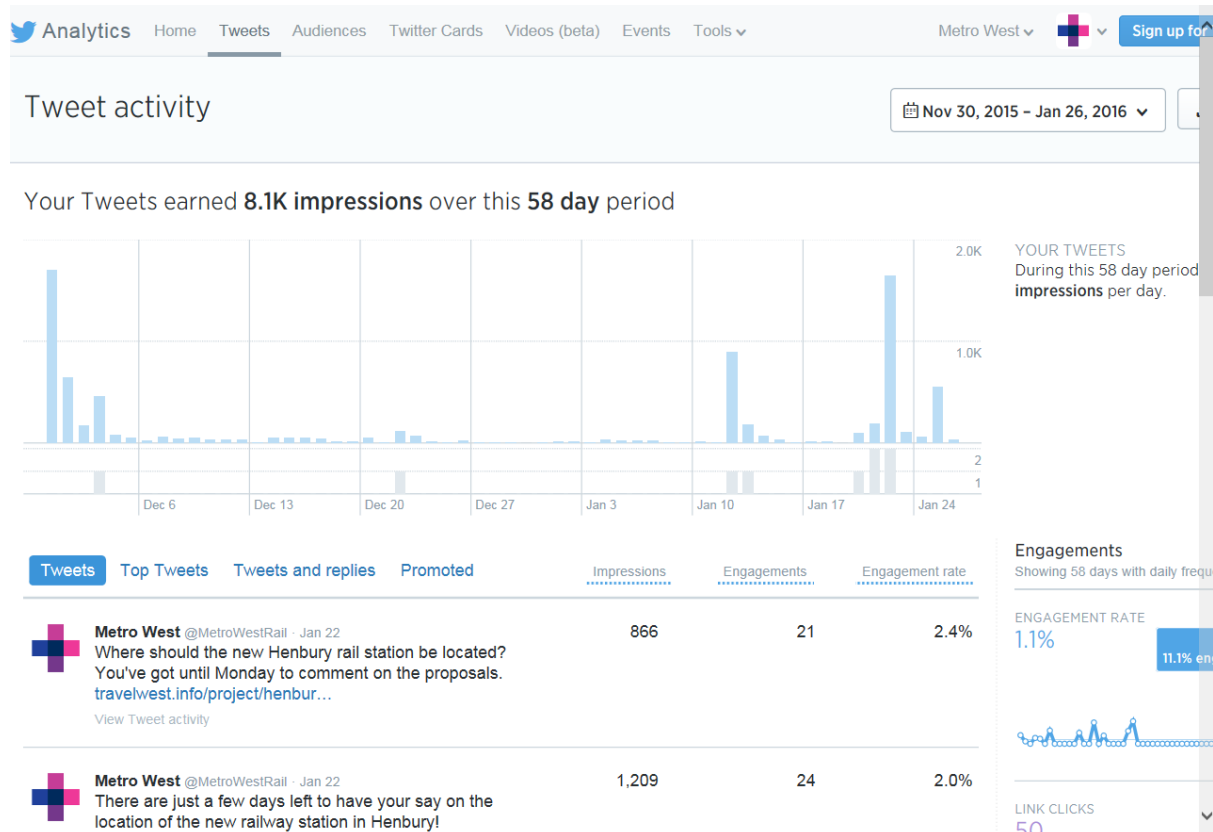 Analytics Home Tweets Audiences Twitter Cards Videos (beta) Events Tools Metro West Sign up for
Tweet activity
Nov 30, 2015 – Jan 26, 2016
Your Tweets earned 8.1K impressions over this 58 day period
2.0K
1.0K
2
1
Dec 6 Dec 13 Dec 20 Dec 27 Jan 3 Jan 10 Jan 17 Jan 24
YOUR TWEETS
During this 58 day period
impressions per day.
Tweets Top Tweets Tweets and replies Promoted Impressions Engagements Engagement rate
Metro West @MetroWestRail · Jan 22 866 21 2.4%
Where should the new Henbury rail station be located?
You've got until Monday to comment on the proposals.
travelwest.info/project/henbur…
View Tweet activity
Metro West @MetroWestRail · Jan 22 1,209 24 2.0%
There are just a few days left to have your say on the
location of the new railway station in Henbury!
Engagements
Showing 58 days with daily frequ
ENGAGEMENT RATE
1.1%
11.1% en
LINK CLICKS
50